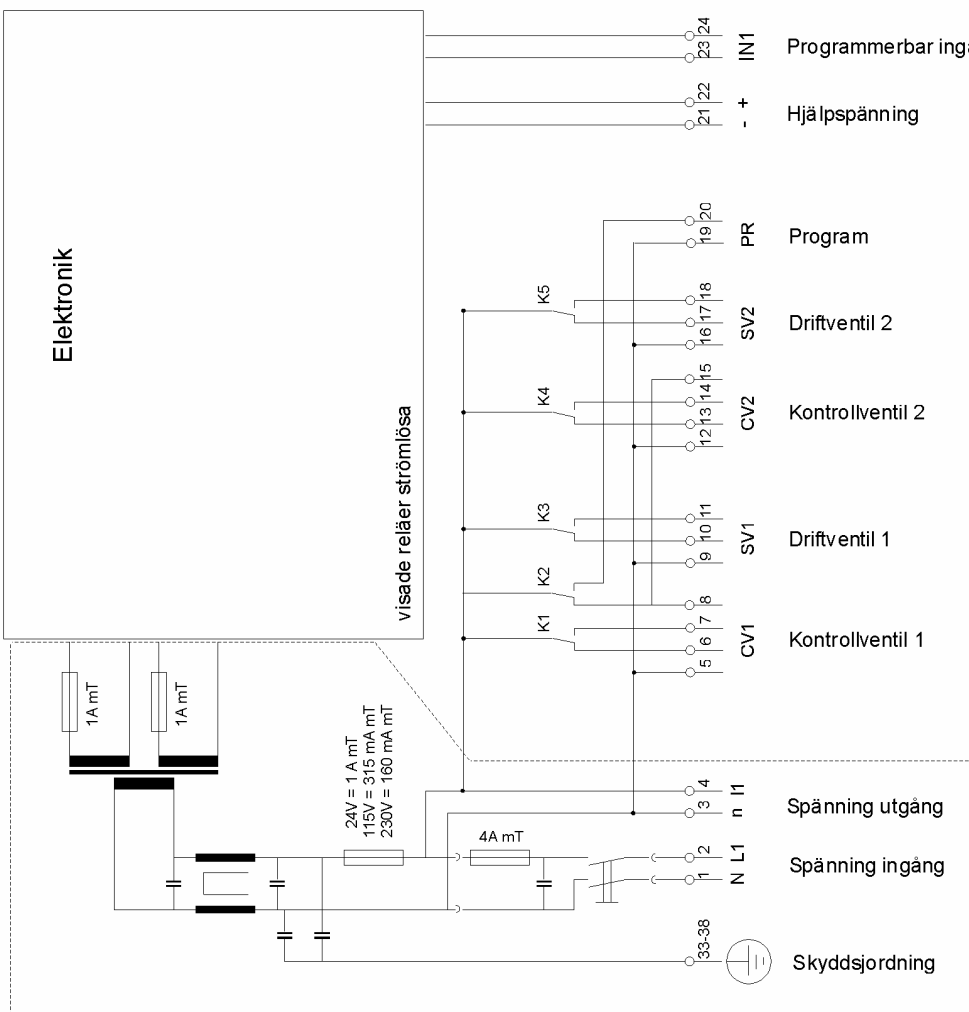 24
23
IN1
Programmerbar ingå
22
21
+
-
Hjälpspänning
20
19
PR
Program
Elektronik
K5
18
17
16
SV2
Driftventil 2
K4
15
14
13
12
CV2
Kontrollventil 2
visade reläer strömlösa
K3
11
10
9
SV1
Driftventil 1
K2
8
K1
7
6
5
CV1
Kontrollventil 1
1A mT
1A mT
24V = 1 A mT
115V = 315 mA mT
230V = 160 mA mT
4
3
l1
n
Spänning utgång
4A mT
2
1
L1
N
Spänning ingång
33-38
Skyddsjordning